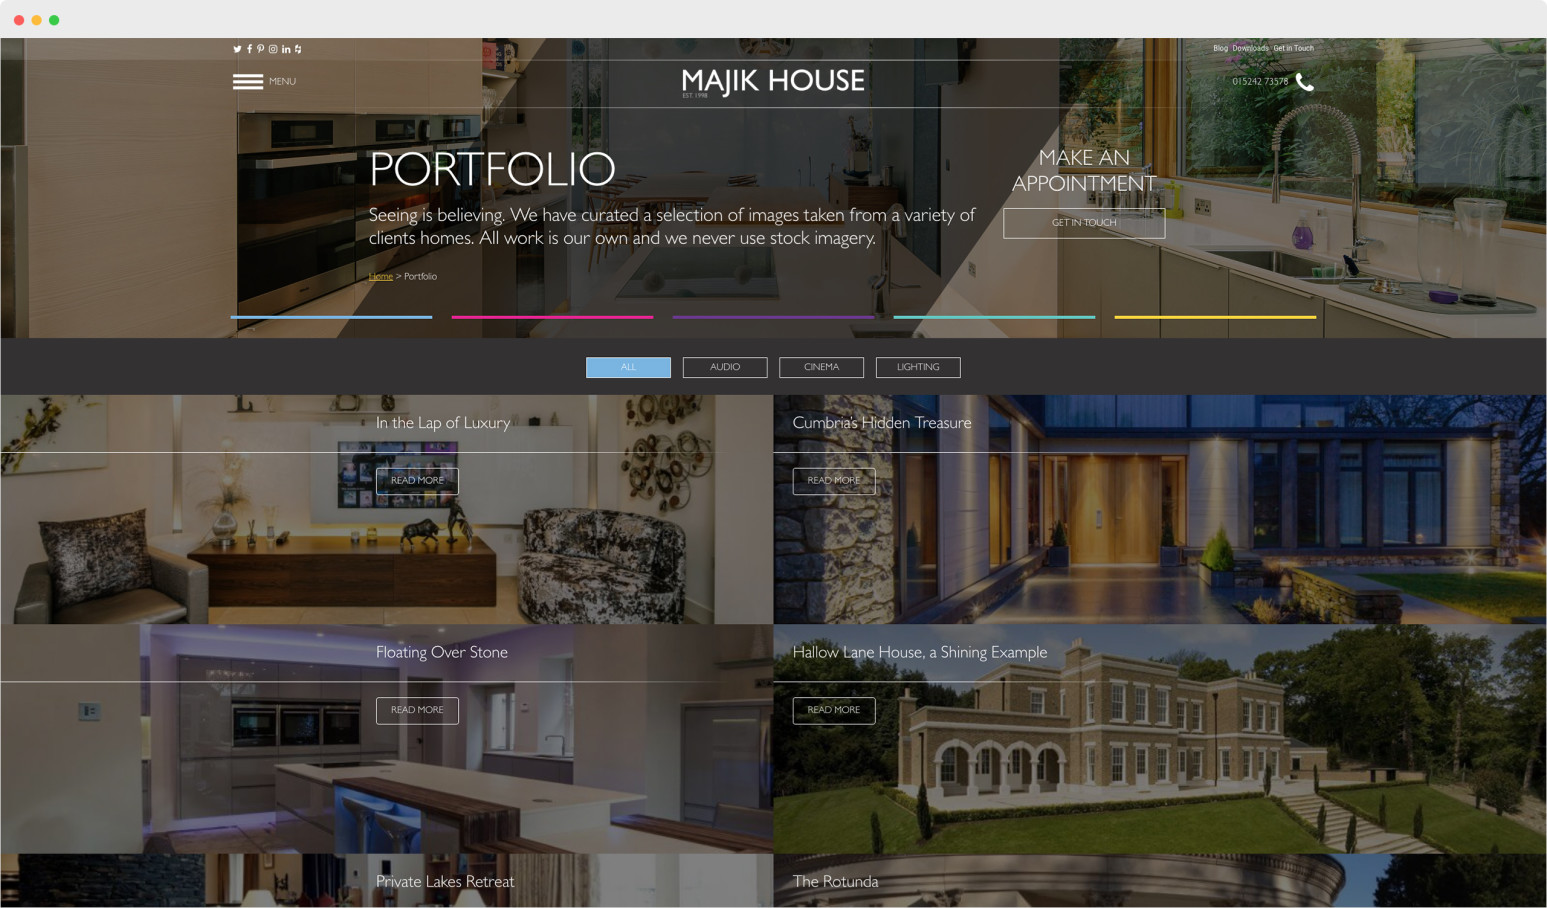 Blog Downloads Get in Touch
MENU
MAJIK HOUSE
EST. 1998
015242 73578
PORTFOLIO
Seeing is believing. We have curated a selection of images taken from a variety of
clients homes. All work is our own and we never use stock imagery.
Home > Portfolio
MAKE AN
APPOINTMENT
GET IN TOUCH
ALL
AUDIO
CINEMA
LIGHTING
In the Lap of Luxury
READ MORE
Cumbria's Hidden Treasure
READ MORE
Floating Over Stone
READ MORE
Hallow Lane House, a Shining Example
READ MORE
Private Lakes Retreat
The Rotunda